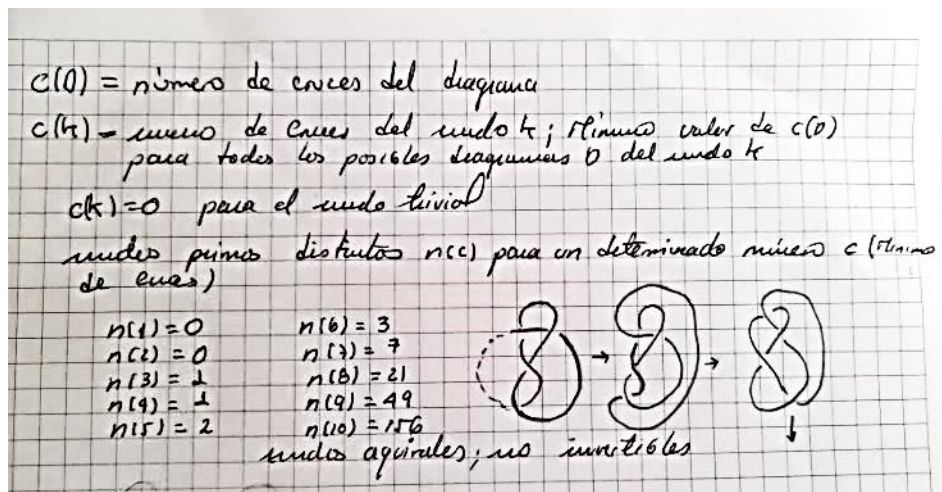 c(D) = número de cruces del diagrama
c(k) = numero de cruces del nudo k; Mínimo valor de c(D)
para todos los posibles diagramas D del nudo k
c(k)=0 para el nudo trivial
nudos primos distintos n(c) para un determinado número c (Mínimo
de cruces)
n(1)=0
n(2)=0
n(3)=1
n(4)=1
n(5)=2
n(6)=3
n(7)=7
n(8)=21
n(9)=49
n(10)=156
nudos aquirales; no invertibles